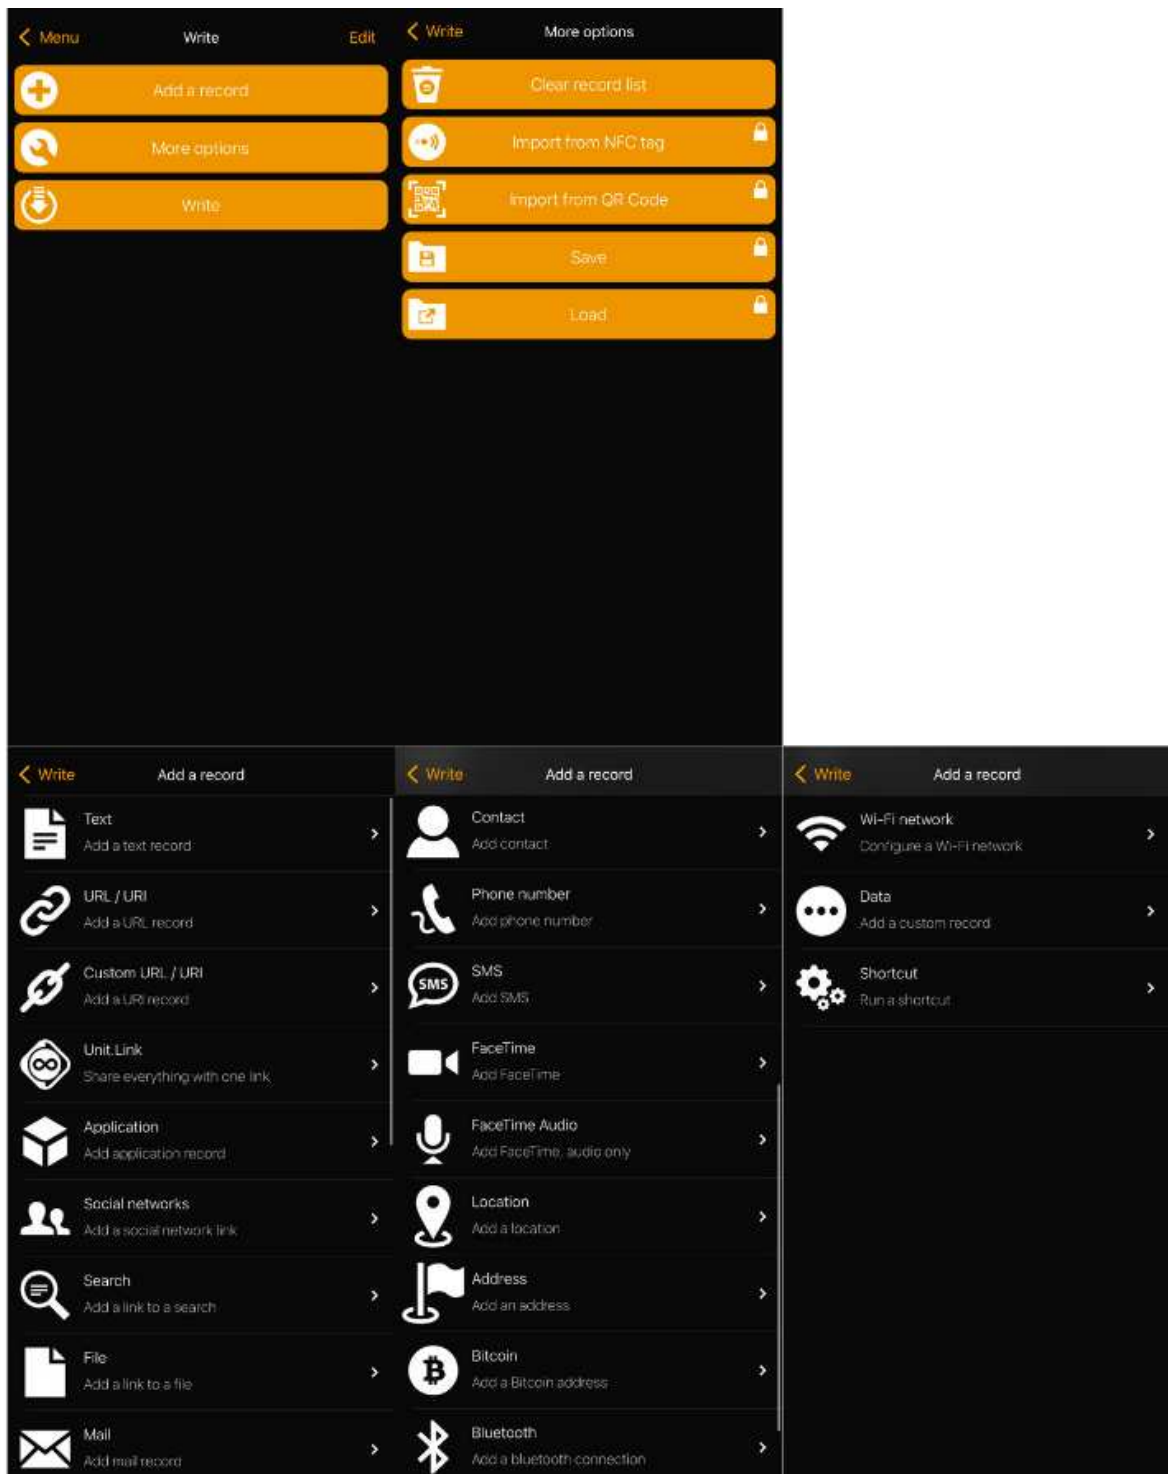 Menu
Write
Edit
Add a record
More options
Write
Write
More options
Clear record list
Import from NFC tag
Import from QR Code
Save
Load
Write
Add a record
Text
Add a text record
URL / URI
Add a URL record
Custom URL / URI
Add a URI record
Unit.Link
Share everything with one link
Application
Add application record
Social networks
Add a social network link
Search
Add a link to a search
File
Add a link to a file
Mail
Add mail record
Write
Add a record
Contact
Add contact
Phone number
Add phone number
SMS
SMS
Add SMS
FaceTime
Add FaceTime
FaceTime Audio
Add FaceTime, audio only
Location
Add a location
Address
Add an address
Bitcoin
Add a Bitcoin address
Bluetooth
Add a bluetooth connection
Write
Add a record
Wi-Fi network
Configure a Wi-Fi network
Data
Add a custom record
Shortcut
Run a shortcut